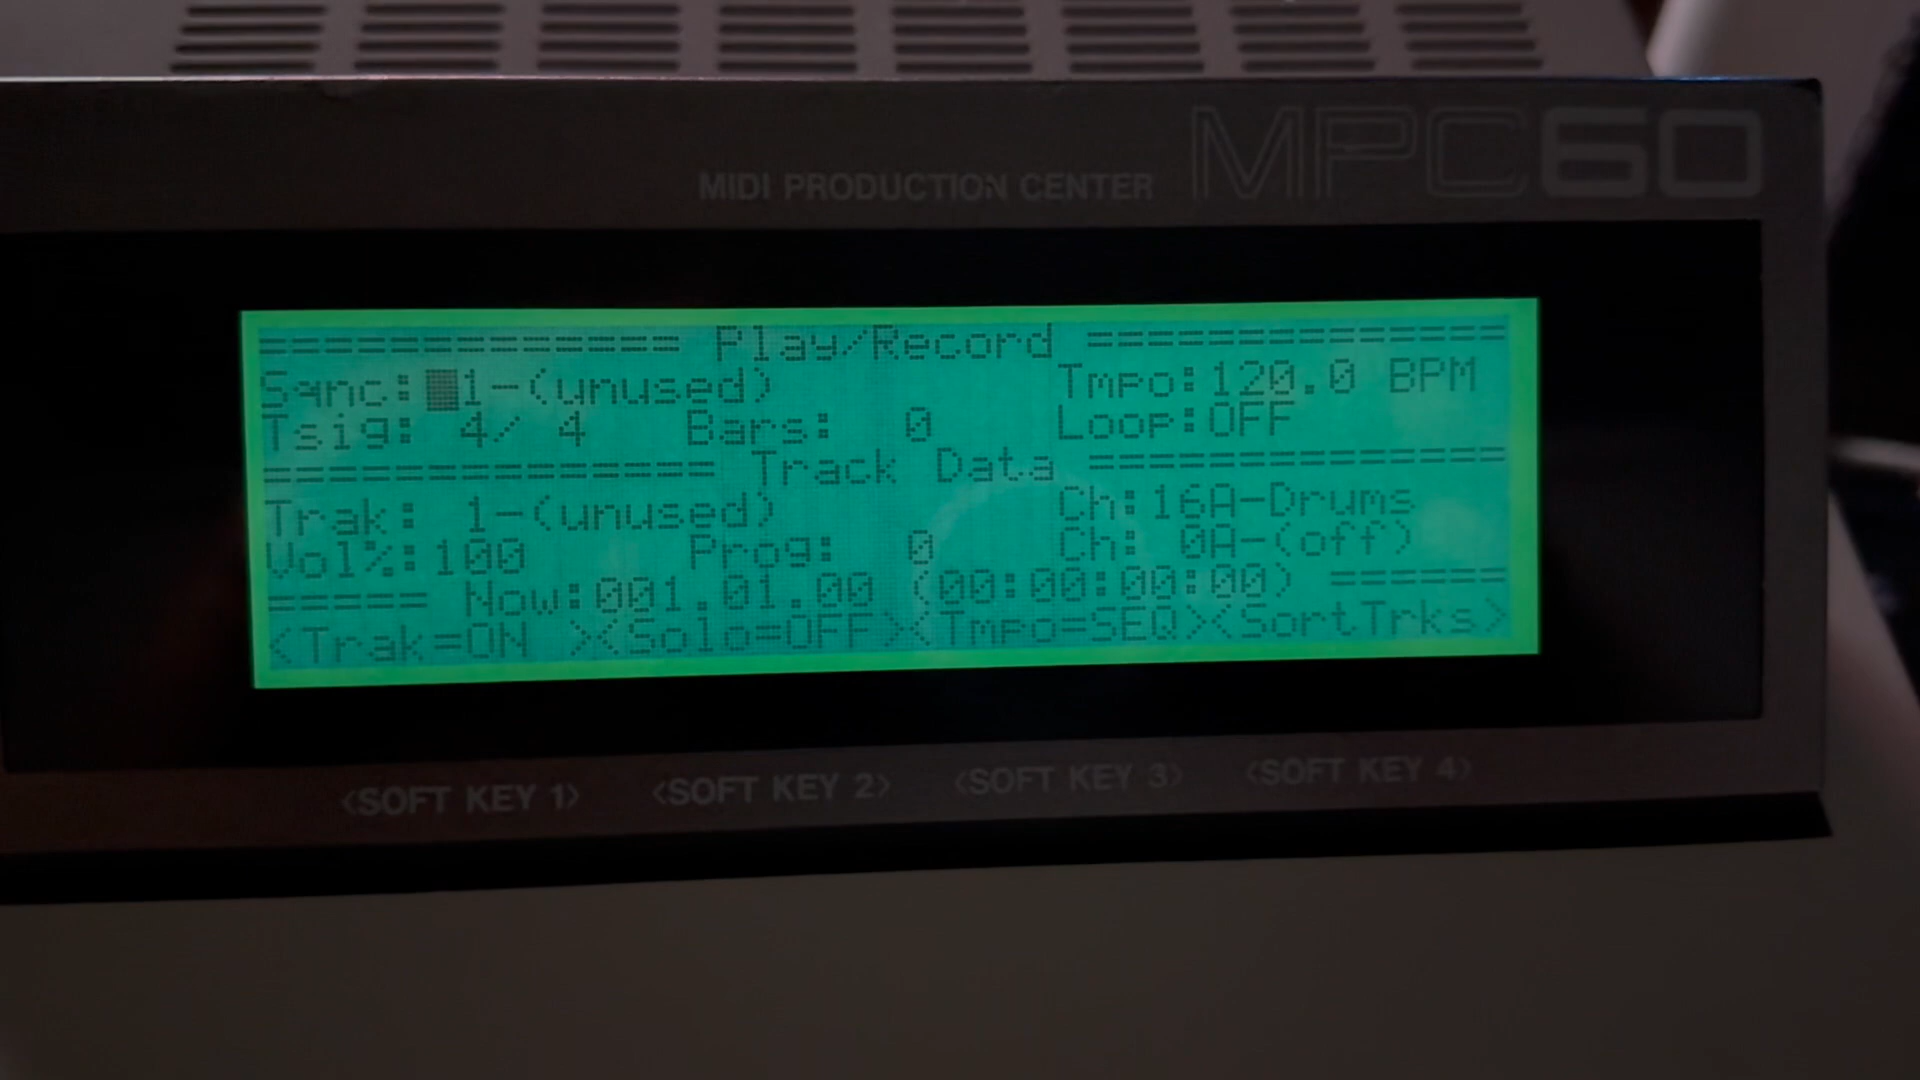 MIDI PRODUCTION CENTER MPC60
============== Play/Record ==============
Sqnc: 1-(unused) Tmpo:120.0 BPM
Tsig: 4/ 4 Bars: 0 Loop:OFF
=============== Track Data ==============
Trak: 1-(unused) Ch:16A-Drums
Vol%:100 Prog: 0 Ch: 0A-(off)
===== Now:001.01.00 (00:00:00:00) ======
<Trak=ON ><Solo=OFF><Tmpo=SEQ><SortTrks>
<SOFT KEY 1> <SOFT KEY 2> <SOFT KEY 3> <SOFT KEY 4>